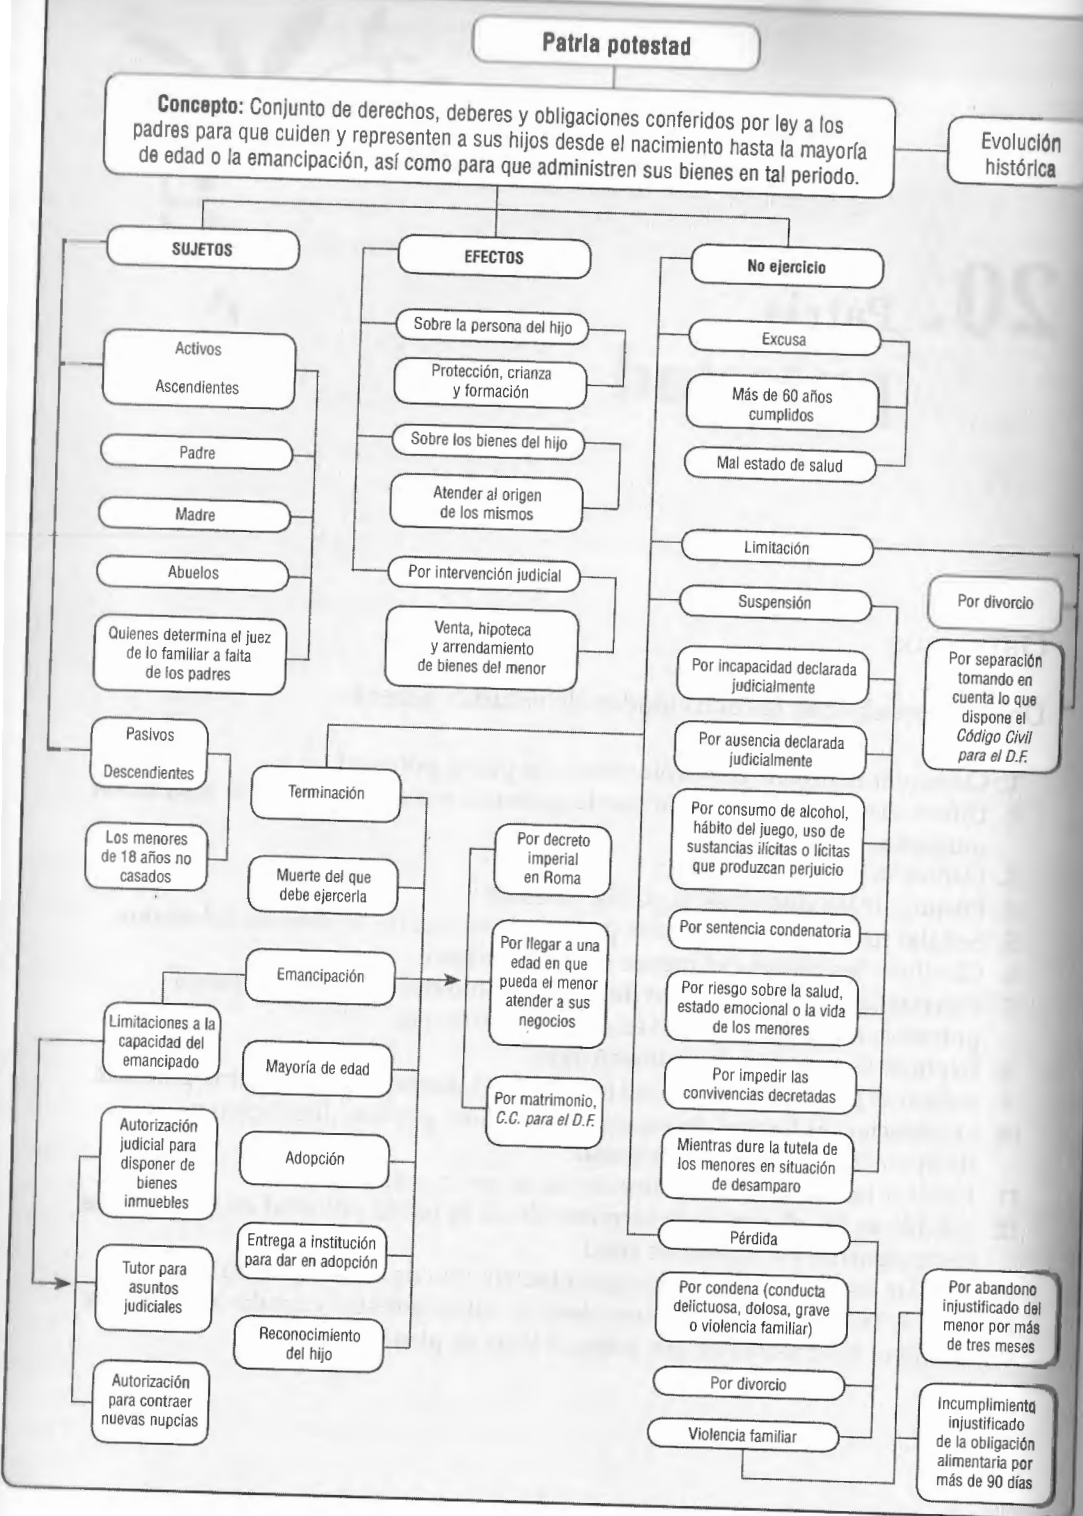 Patria potestad
Concepto: Conjunto de derechos, deberes y obligaciones conferidos por ley a los
padres para que cuiden y representen a sus hijos desde el nacimiento hasta la mayoría
de edad o la emancipación, así como para que administren sus bienes en tal periodo.
Evolución
histórica
SUJETOS
Activos
Ascendientes
Padre
Madre
Abuelos
Quienes determina el juez
de lo familiar a falta
de los padres
Pasivos
Descendientes
Los menores
de 18 años no
casados
EFECTOS
Sobre la persona del hijo
Protección, crianza
y formación
Sobre los bienes del hijo
Atender al origen
de los mismos
Por intervención judicial
Venta, hipoteca
y arrendamiento
de bienes del menor
No ejercicio
Excusa
Más de 60 años
cumplidos
Mal estado de salud
Limitación
Por divorcio
Por separación
tomando en
cuenta lo que
dispone el
Código Civil
para el D.F.
Suspensión
Por incapacidad declarada
judicialmente
Por ausencia declarada
judicialmente
Por consumo de alcohol,
hábito del juego, uso de
sustancias ilícitas o lícitas
que produzcan perjuicio
Por sentencia condenatoria
Por riesgo sobre la salud,
estado emocional o la vida
de los menores
Por impedir las
convivencias decretadas
Mientras dure la tutela de
los menores en situación
de desamparo
Terminación
Muerte del que
debe ejercerla
Emancipación
Por decreto
imperial
en Roma
Por llegar a una
edad en que
pueda el menor
atender a sus
negocios
Por matrimonio,
C.C. para el D.F.
Limitaciones a la
capacidad del
emancipado
Autorización
judicial para
disponer de
bienes
inmuebles
Tutor para
asuntos
judiciales
Autorización
para contraer
nuevas nupcias
Mayoría de edad
Adopción
Entrega a institución
para dar en adopción
Reconocimiento
del hijo
Pérdida
Por condena (conducta
delictuosa, dolosa, grave
o violencia familiar)
Por divorcio
Violencia familiar
Por abandono
injustificado del
menor por más
de tres meses
Incumplimiento
injustificado
de la obligación
alimentaria por
más de 90 días